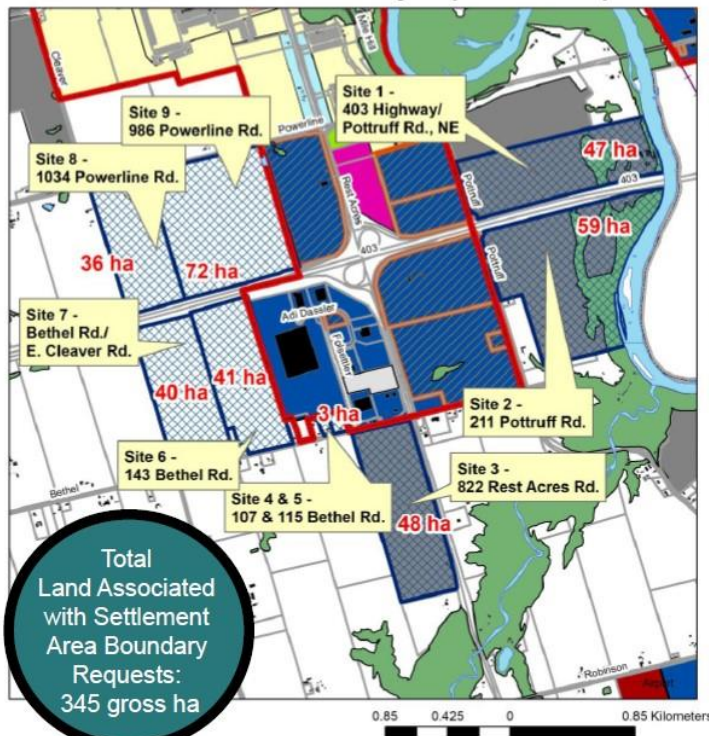 Cleaver
Mile Hill
Site 9 -
986 Powerline Rd.
Powerline
Site 1 -
403 Highway/
Pottruff Rd., NE
Site 8 -
1034 Powerline Rd.
Rest Acres
Pottruff
47 ha
403
59 ha
36 ha
72 ha
403
Pottruff
Site 7 -
Bethel Rd./
E. Cleaver Rd.
Adi Dassler
40 ha
41 ha
3 ha
Site 2 -
211 Pottruff Rd.
Site 6 -
143 Bethel Rd.
Bethel
Site 4 & 5 -
107 & 115 Bethel Rd.
Site 3 -
822 Rest Acres Rd.
48 ha
Total
Land Associated
with Settlement
Area Boundary
Requests:
345 gross ha
Robinson
Airport
0.85 0.425 0 0.85 Kilometers